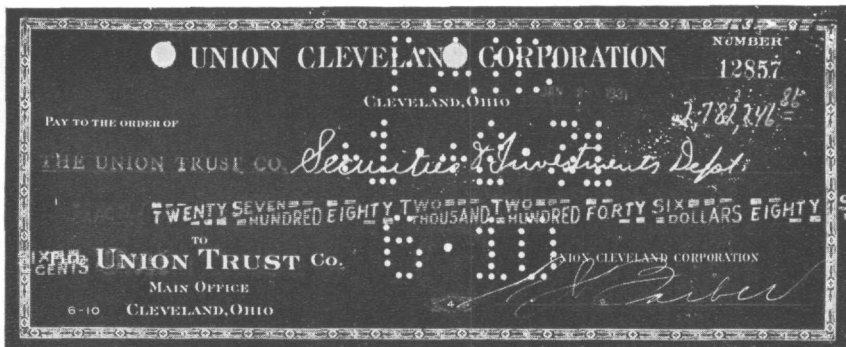 NUMBER
UNION CLEVELAND CORPORATION
12857
CLEVELAND, OHIO
2,782,246 86
PAY TO THE ORDER OF
THE UNION TRUST CO. Securities & Investments Dept.
TWENTY SEVEN HUNDRED EIGHTY TWO THOUSAND TWO HUNDRED FORTY SIX DOLLARS EIGHTY
SIX CENTS
TO
THE UNION TRUST CO.
UNION CLEVELAND CORPORATION
MAIN OFFICE
6-10 CLEVELAND, OHIO
6-10